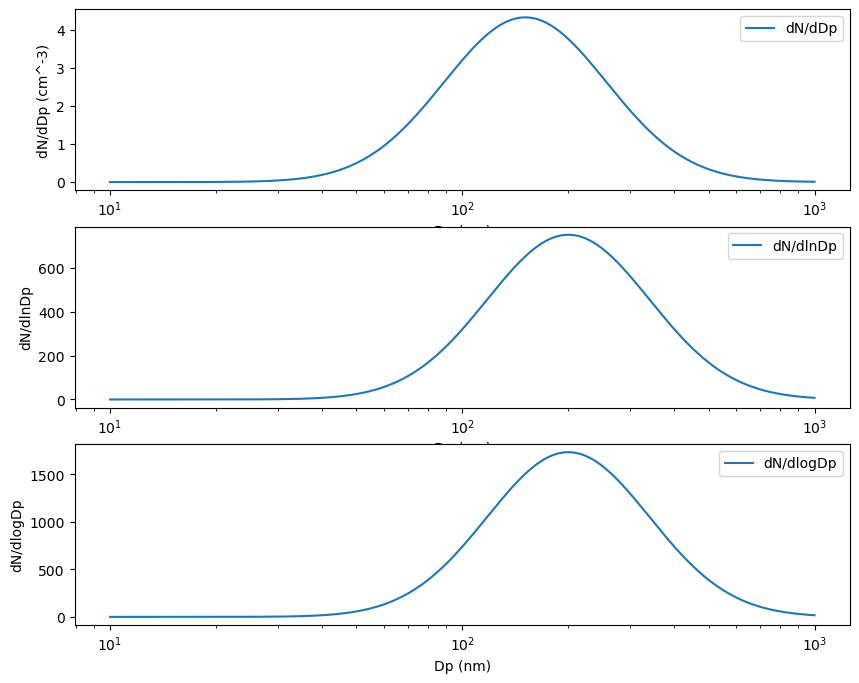 dN/dDp (cm^-3)
4
3
2
1
0
dN/dDp
10¹ 10² 10³
dN/dlnDp
600
400
200
0
dN/dlnDp
10¹ 10² 10³
dN/dlogDp
1500
1000
500
0
dN/dlogDp
10¹ 10² 10³
Dp (nm)